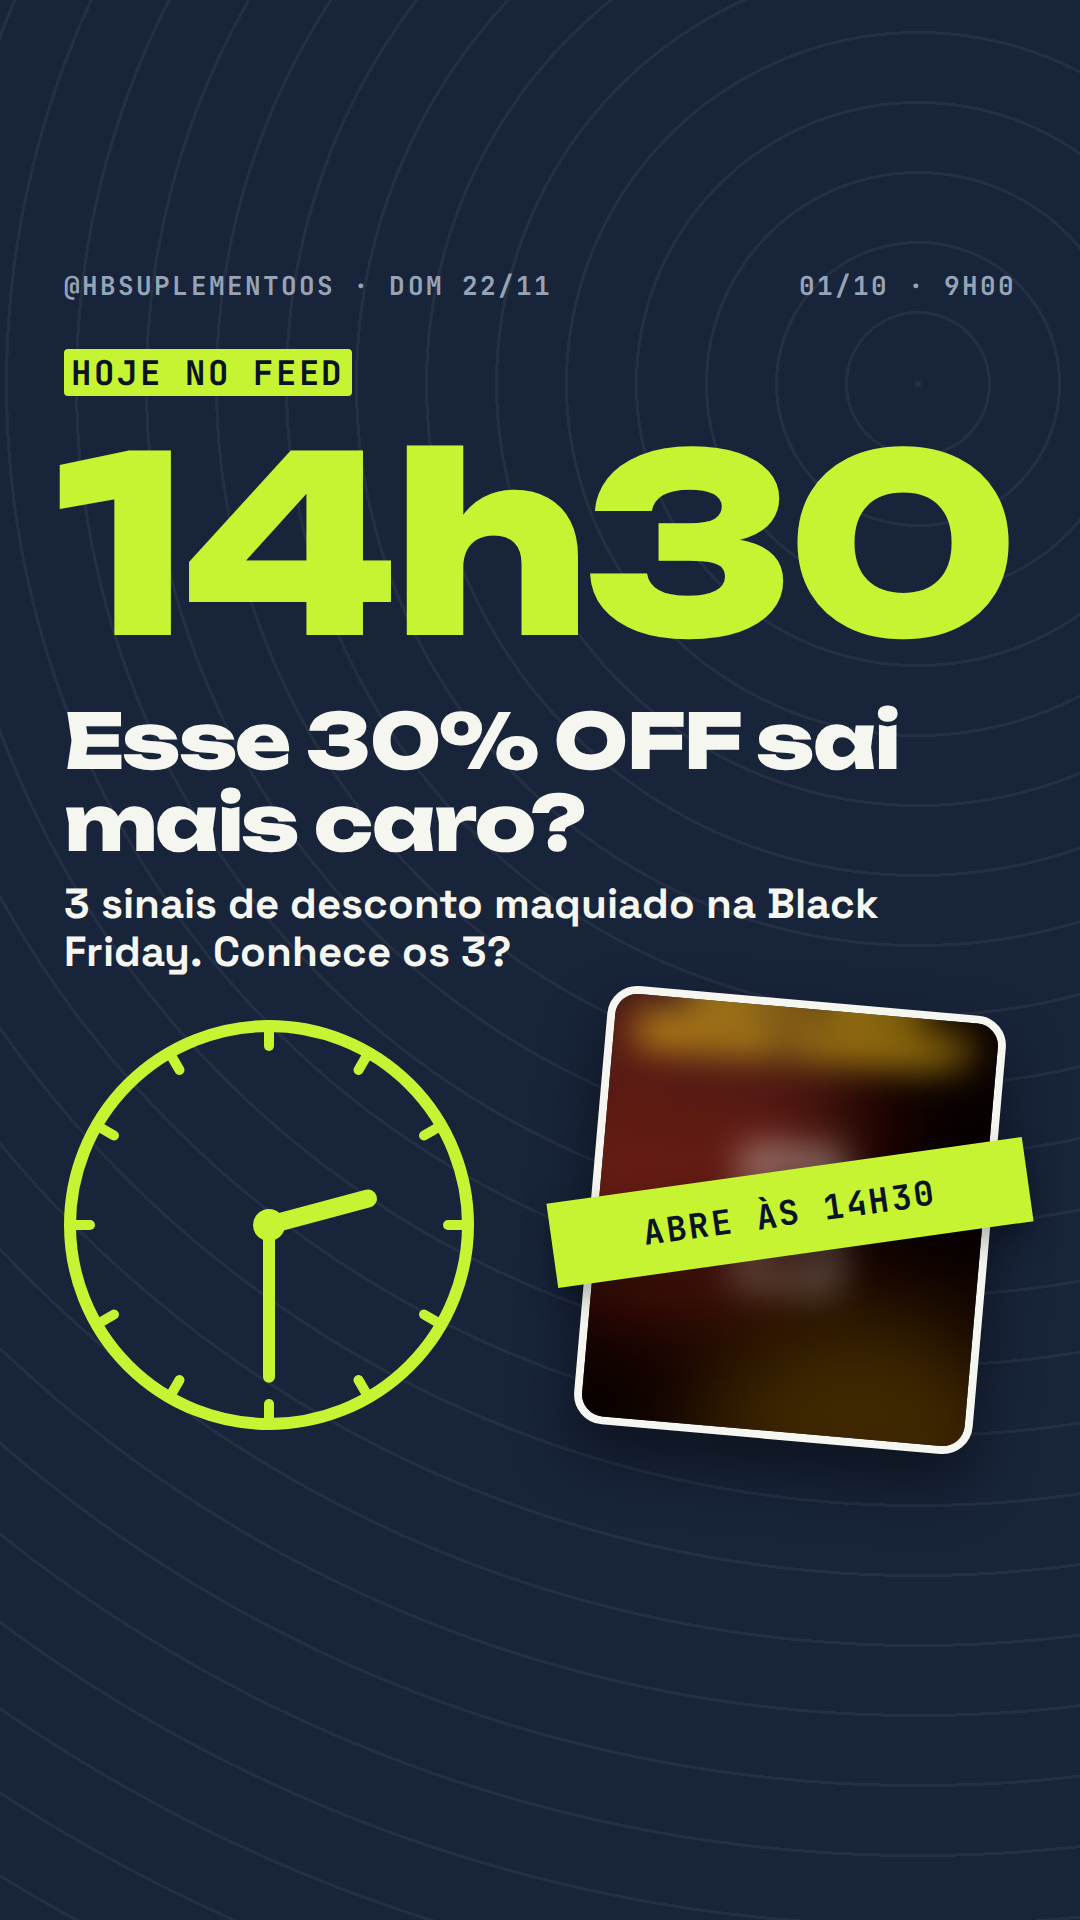 @HBSUPLEMENTOOS · DOM 22/11
01/10 · 9H00
HOJE NO FEED
14h30
Esse 30% OFF sai
mais caro?
3 sinais de desconto maquiado na Black
Friday. Conhece os 3?
ABRE ÀS 14H30